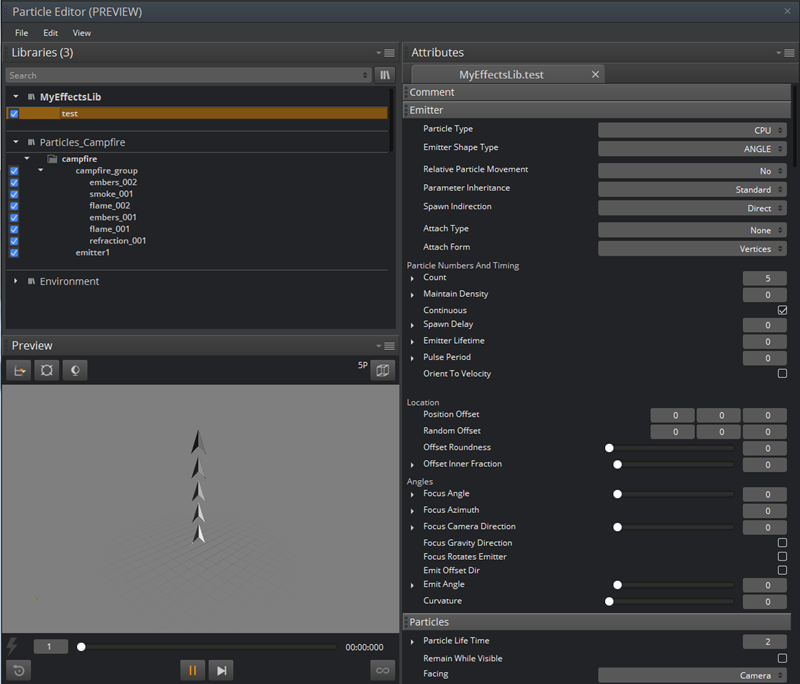 Particle Editor (PREVIEW)
File Edit View
Libraries (3)
Search
MyEffectsLib
test
Particles_Campfire
campfire
campfire_group
embers_002
smoke_001
flame_002
embers_001
flame_001
refraction_001
emitter1
Environment
Preview
5P
1 00:00:000
Attributes
MyEffectsLib.test
Comment
Emitter
Particle Type CPU
Emitter Shape Type ANGLE
Relative Particle Movement No
Parameter Inheritance Standard
Spawn Indirection Direct
Attach Type None
Attach Form Vertices
Particle Numbers And Timing
Count 5
Maintain Density 0
Continuous
Spawn Delay 0
Emitter Lifetime 0
Pulse Period 0
Orient To Velocity
Location
Position Offset 0 0 0
Random Offset 0 0 0
Offset Roundness 0
Offset Inner Fraction 0
Angles
Focus Angle 0
Focus Azimuth 0
Focus Camera Direction 0
Focus Gravity Direction
Focus Rotates Emitter
Emit Offset Dir
Emit Angle 0
Curvature 0
Particles
Particle Life Time 2
Remain While Visible
Facing Camera